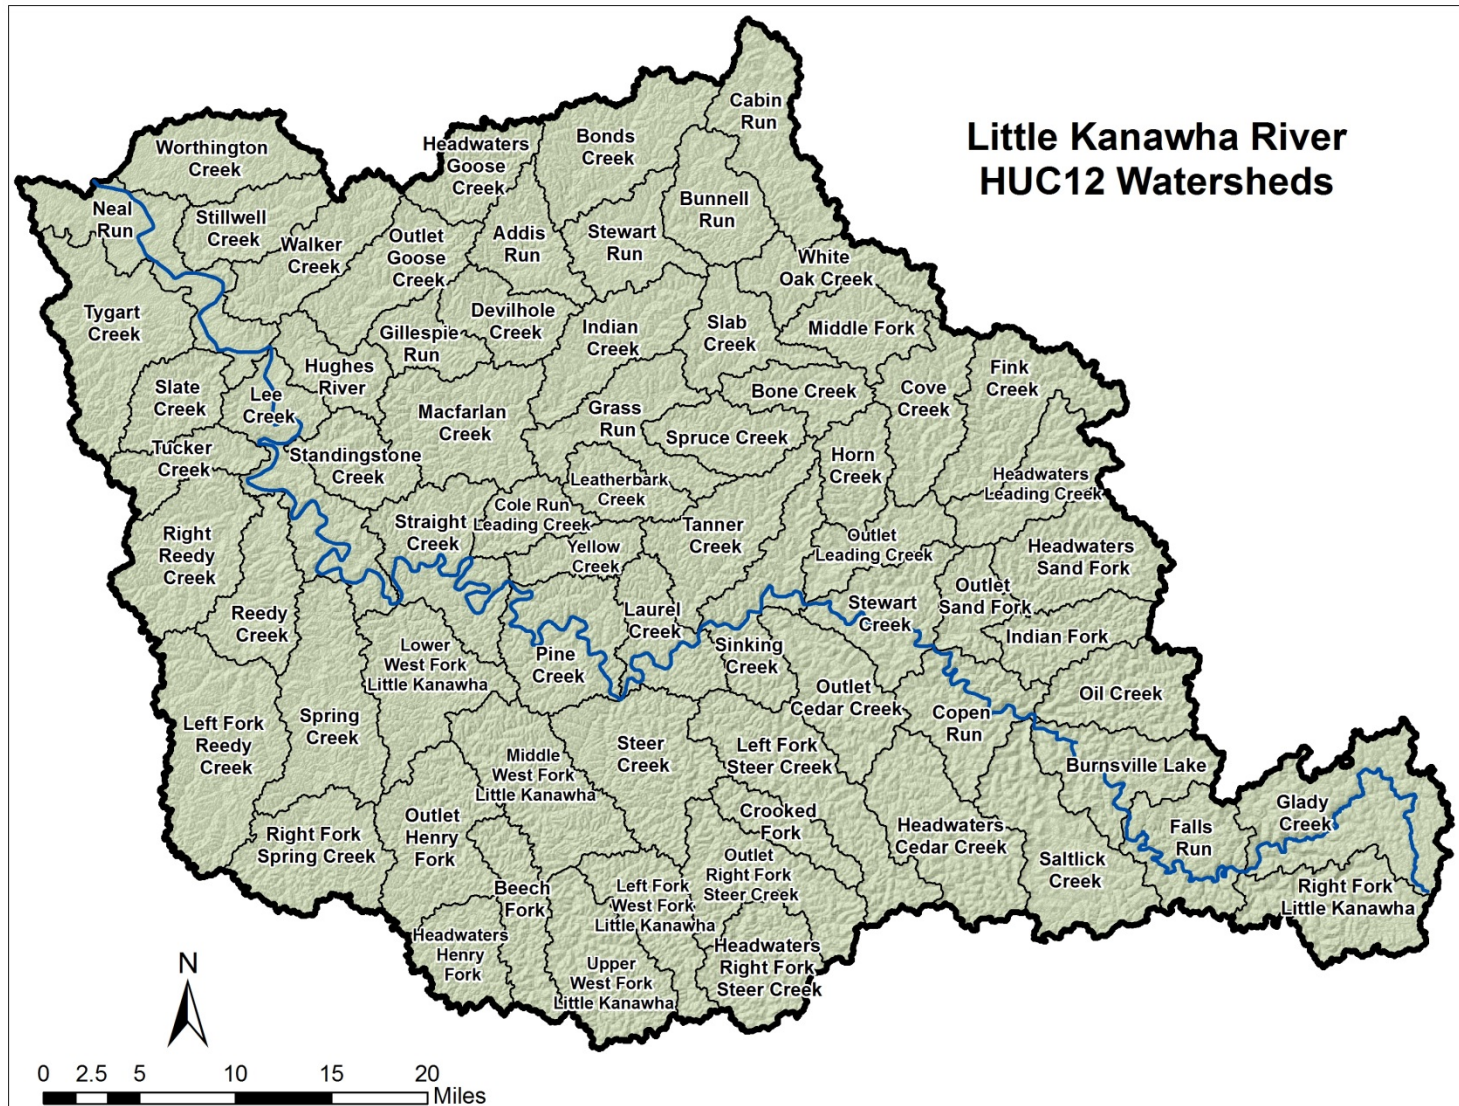 Little Kanawha River
HUC12 Watersheds
Cabin
Run
Worthington
Creek
Headwaters
Goose
Creek
Bonds
Creek
Neal
Run
Stillwell
Creek
Walker
Creek
Outlet
Goose
Creek
Addis
Run
Stewart
Run
Bunnell
Run
White
Oak Creek
Tygart
Creek
Gillespie
Run
Devilhole
Creek
Indian
Creek
Slab
Creek
Middle Fork
Slate
Creek
Lee
Creek
Hughes
River
Macfarlan
Creek
Grass
Run
Bone Creek
Cove
Creek
Fink
Creek
Tucker
Creek
Standingstone
Creek
Spruce Creek
Leatherbark
Creek
Horn
Creek
Headwaters
Leading Creek
Right
Reedy
Creek
Straight
Creek
Cole Run
Leading Creek
Yellow
Creek
Tanner
Creek
Outlet
Leading Creek
Headwaters
Sand Fork
Reedy
Creek
Lower
West Fork
Little Kanawha
Pine
Creek
Laurel
Creek
Sinking
Creek
Stewart
Creek
Outlet
Sand Fork
Indian Fork
Left Fork
Reedy
Creek
Spring
Creek
Middle
West Fork
Little Kanawha
Steer
Creek
Left Fork
Steer Creek
Outlet
Cedar Creek
Copen
Run
Oil Creek
Burnsville Lake
Right Fork
Spring Creek
Outlet
Henry
Fork
Crooked
Fork
Headwaters
Cedar Creek
Saltlick
Creek
Falls
Run
Glady
Creek
Right Fork
Little Kanawha
Beech
Fork
Left Fork
West Fork
Little Kanawha
Outlet
Right Fork
Steer Creek
Headwaters
Henry
Fork
Upper
West Fork
Little Kanawha
Headwaters
Right Fork
Steer Creek
N
0 2.5 5 10 15 20
Miles